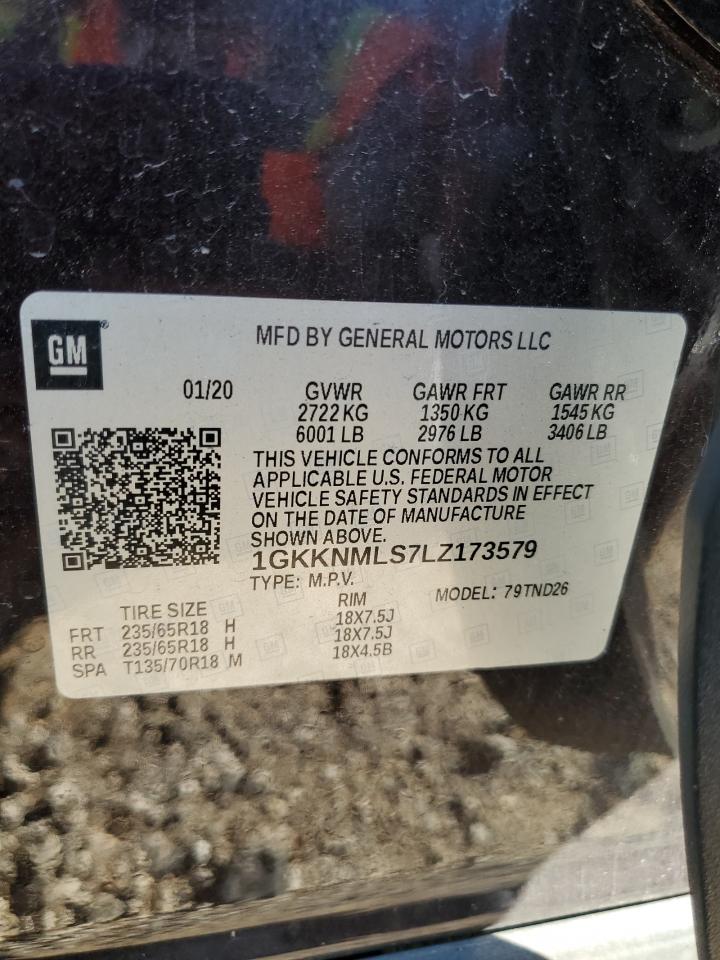 GM
MFD BY GENERAL MOTORS LLC
01/20 GVWR GAWR FRT GAWR RR
2722 KG 1350 KG 1545 KG
6001 LB 2976 LB 3406 LB
THIS VEHICLE CONFORMS TO ALL
APPLICABLE U.S. FEDERAL MOTOR
VEHICLE SAFETY STANDARDS IN EFFECT
ON THE DATE OF MANUFACTURE
SHOWN ABOVE.
1GKKNMLS7LZ173579
TYPE: M.P.V. MODEL: 79TND26
TIRE SIZE RIM
FRT 235/65R18 H 18X7.5J
RR 235/65R18 H 18X7.5J
SPA T135/70R18 M 18X4.5B